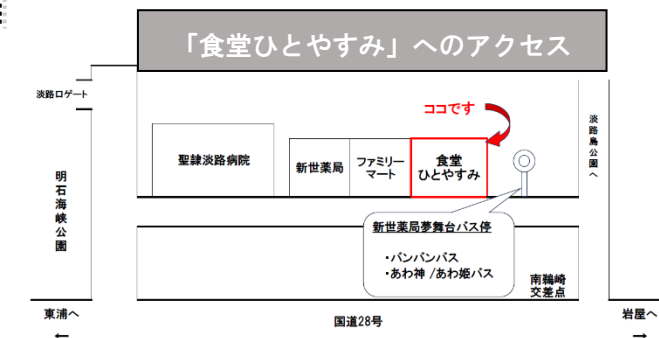 「食堂ひとやすみ」へのアクセス
淡路口ゲート
ココです
淡路島公園へ
聖隷淡路病院
新世薬局
ファミリー
マート
食堂
ひとやすみ
明石海峡公園
新世薬局夢舞台バス停
・バンバンバス
・あわ神 /あわ姫バス
南鵜崎
交差点
東浦へ
←
国道28号
岩屋へ
→